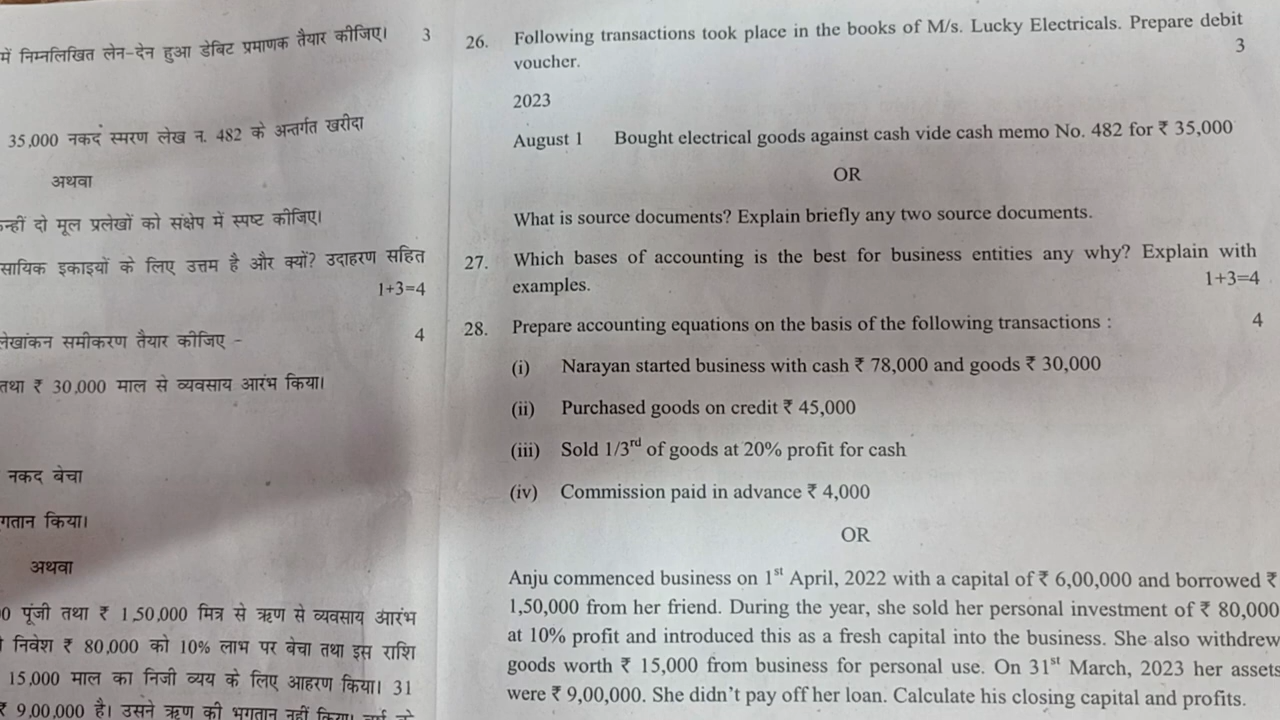 में निम्नलिखित लेन-देन हुआ डेबिट प्रमाणक तैयार कीजिए। 3
35,000 नकद स्मरण लेख न. 482 के अन्तर्गत खरीदा
अथवा
दो मूल प्रलेखों को संक्षेप में स्पष्ट कीजिए।
इकाइयों के लिए उत्तम है और क्यों? उदाहरण सहित
1+3=4
लेखांकन समीकरण तैयार कीजिए - 4
तथा ₹ 30,000 माल से व्यवसाय आरंभ किया।
नकद बेचा
किया।
अथवा
पूंजी तथा ₹ 1,50,000 मित्र से ऋण से व्यवसाय आरंभ
निवेश ₹ 80,000 को 10% लाभ पर बेचा तथा इस राशि
15,000 माल का निजी व्यय के लिए आहरण किया। 31
₹ 9,00,000 है। उसने ऋण की भुगतान नहीं किया।
26. Following transactions took place in the books of M/s. Lucky Electricals. Prepare debit
voucher. 3
2023
August 1 Bought electrical goods against cash vide cash memo No. 482 for ₹ 35,000
OR
What is source documents? Explain briefly any two source documents.
27. Which bases of accounting is the best for business entities any why? Explain with
examples. 1+3=4
28. Prepare accounting equations on the basis of the following transactions : 4
(i) Narayan started business with cash ₹ 78,000 and goods ₹ 30,000
(ii) Purchased goods on credit ₹ 45,000
(iii) Sold 1/3rd of goods at 20% profit for cash
(iv) Commission paid in advance ₹ 4,000
OR
Anju commenced business on 1st April, 2022 with a capital of ₹ 6,00,000 and borrowed ₹
1,50,000 from her friend. During the year, she sold her personal investment of ₹ 80,000
at 10% profit and introduced this as a fresh capital into the business. She also withdrew
goods worth ₹ 15,000 from business for personal use. On 31st March, 2023 her assets
were ₹ 9,00,000. She didn't pay off her loan. Calculate his closing capital and profits.